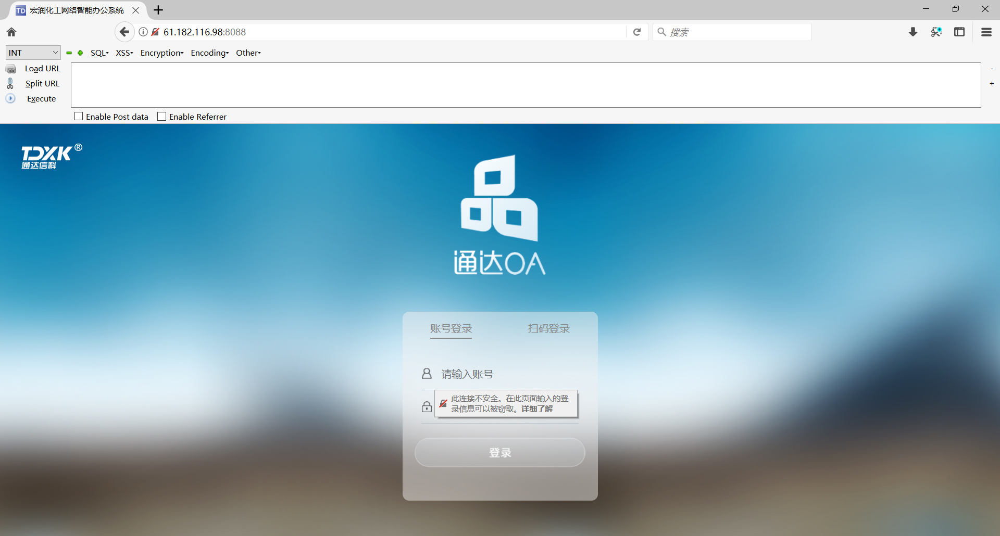 TD 宏润化工网络智能办公系统
61.182.116.98:8088
搜索
INT
SQL XSS Encryption Encoding Other
Load URL
Split URL
Execute
-
+
Enable Post data Enable Referrer
TDXK®
通达信科
通达OA
账号登录 扫码登录
请输入账号
此连接不安全。在此页面输入的登
录信息可以被窃取。详细了解
登录